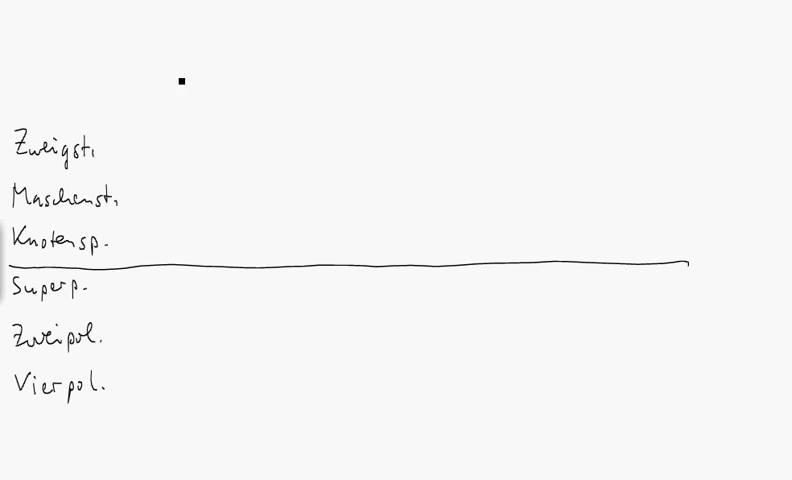 Zweigst.
Maschenst.
Knotensp.
Superp.
Zweipol.
Vierpol.